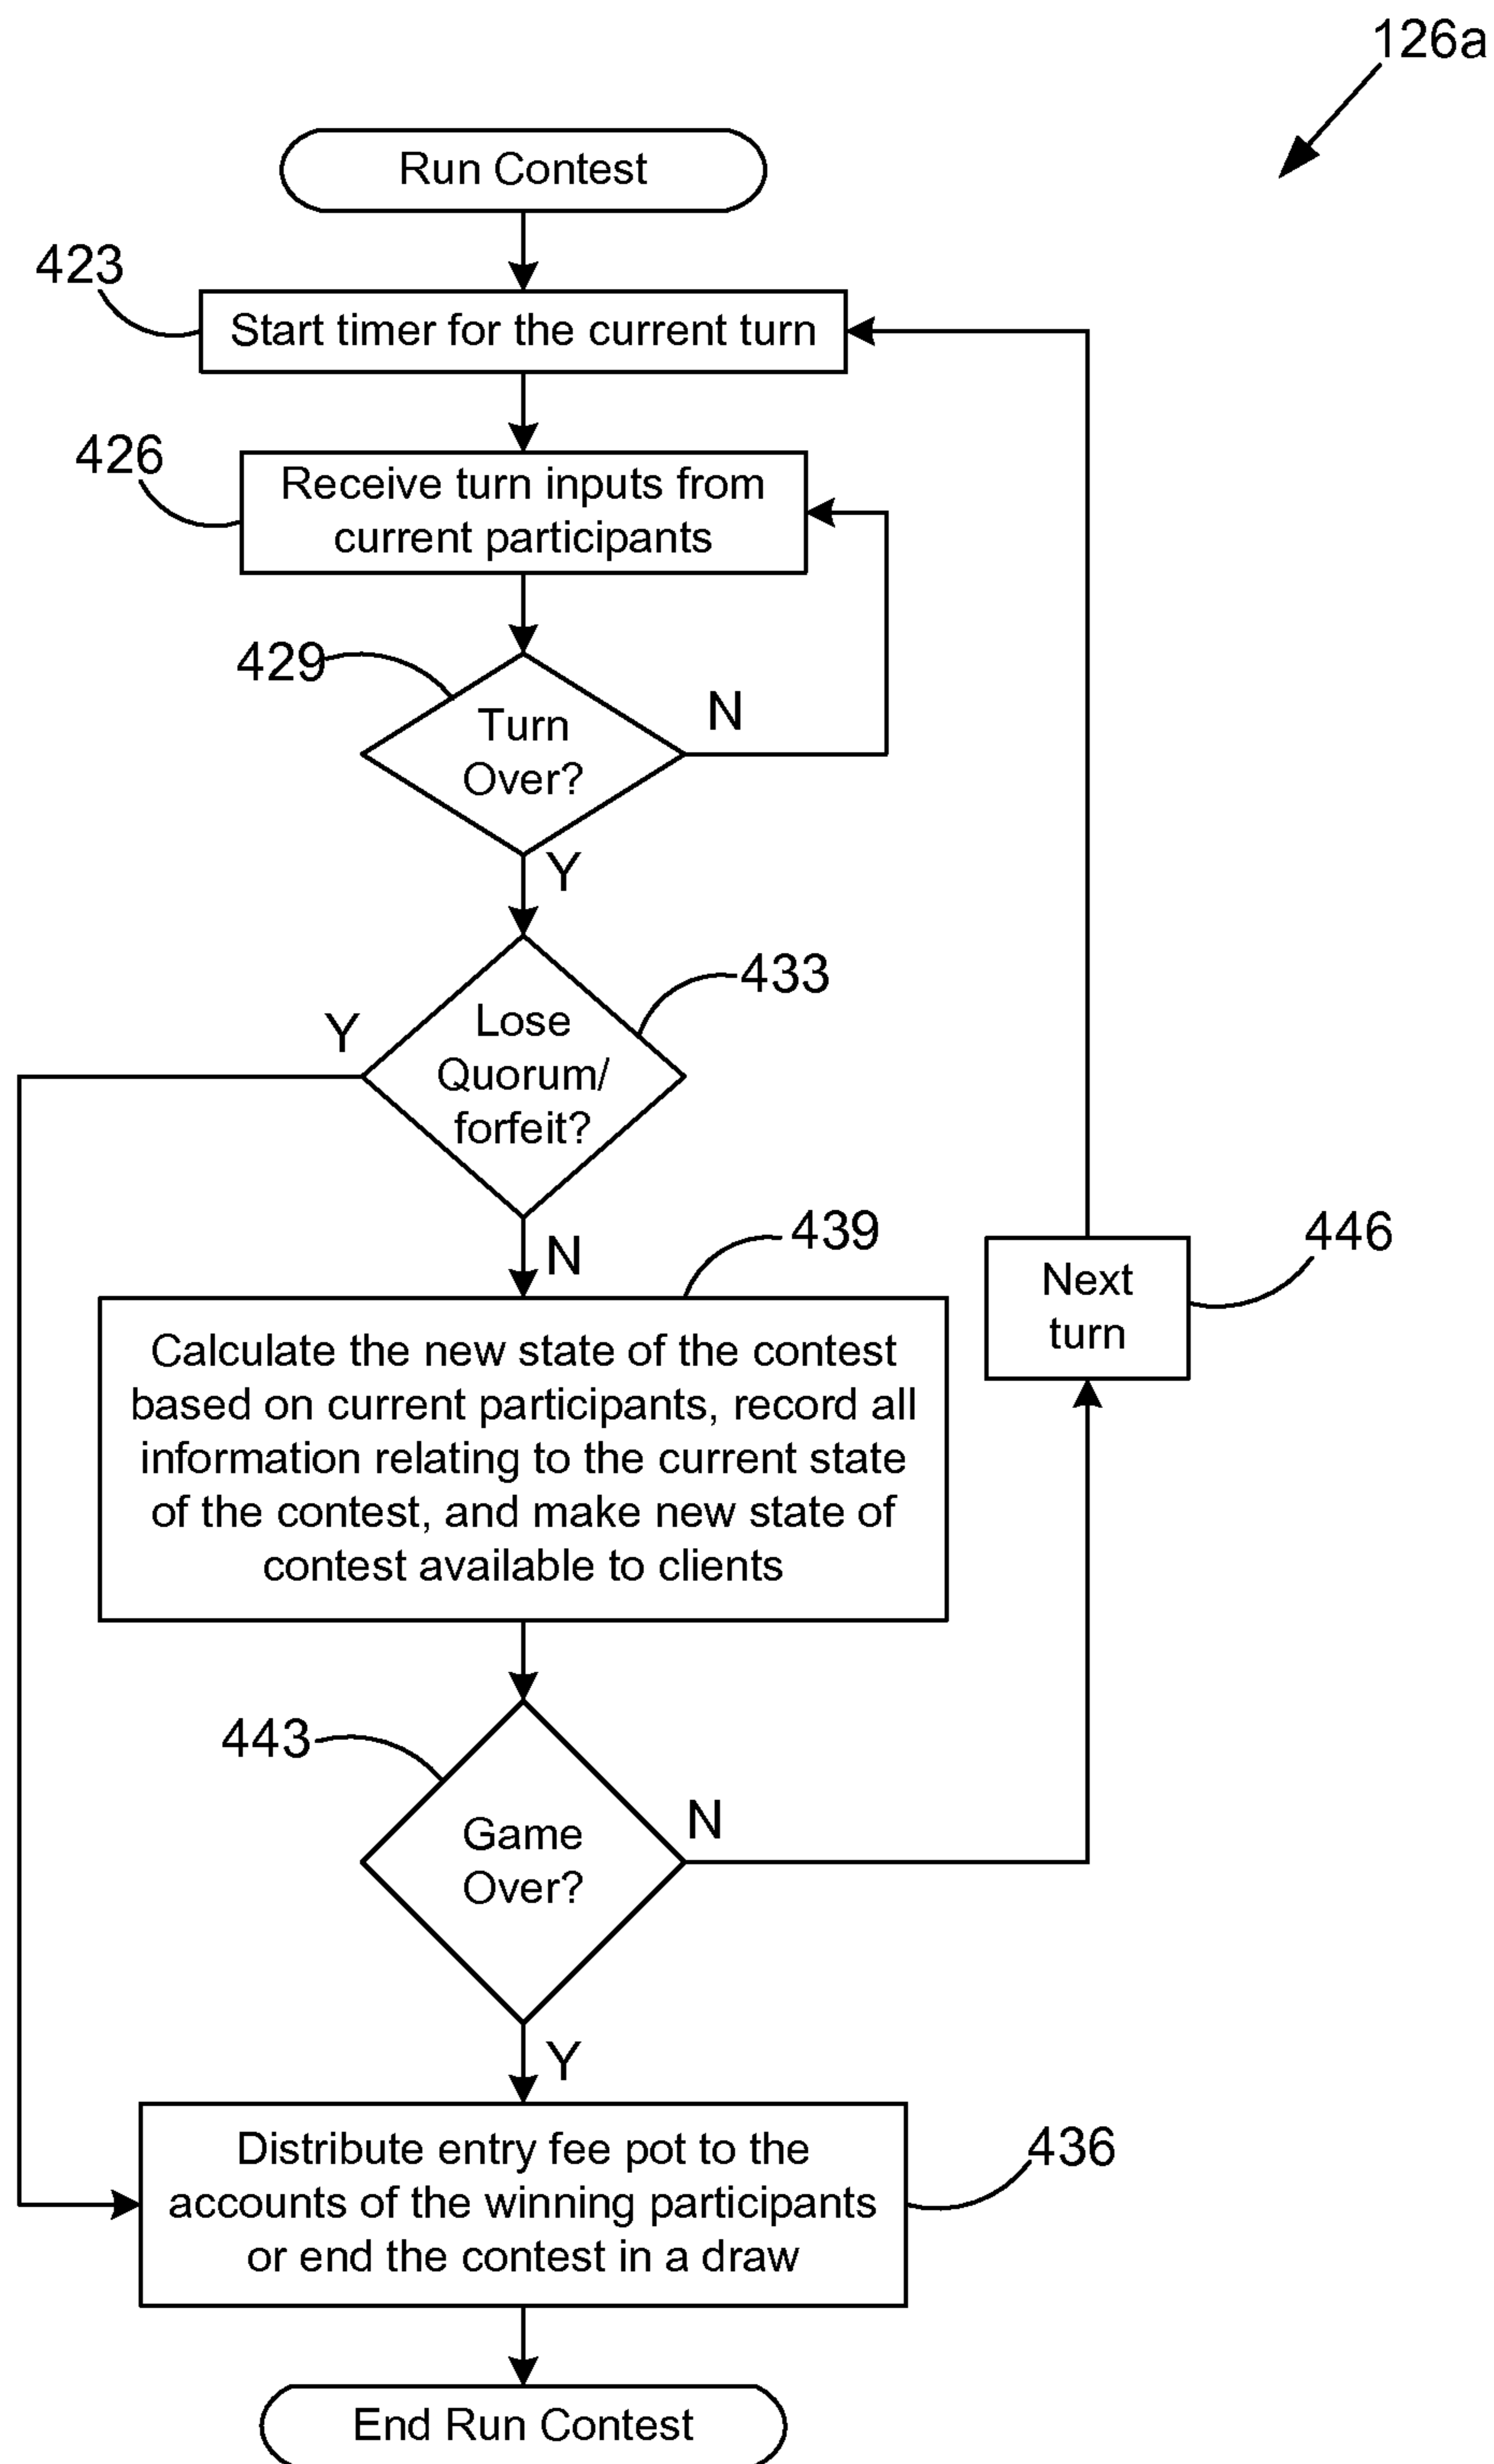 126a
Run Contest
423
Start timer for the current turn
426
Receive turn inputs from
current participants
429
Turn
Over?
N
Y
433
Lose
Quorum/
forfeit?
Y
N
439
446
Next
turn
Calculate the new state of the contest
based on current participants, record all
information relating to the current state
of the contest, and make new state of
contest available to clients
443
Game
Over?
N
Y
Distribute entry fee pot to the
accounts of the winning participants
or end the contest in a draw
436
End Run Contest